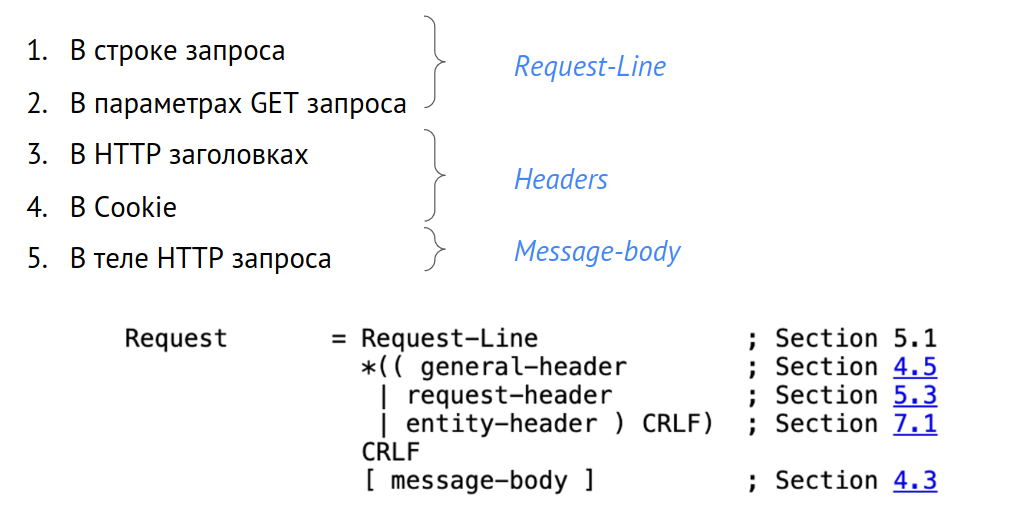 1. В строке запроса
2. В параметрах GET запроса
Request-Line
3. В HTTP заголовках
4. В Cookie
Headers
5. В теле HTTP запроса
Message-body
Request = Request-Line ; Section 5.1
*(( general-header ; Section 4.5
| request-header ; Section 5.3
| entity-header ) CRLF) ; Section 7.1
CRLF
[ message-body ] ; Section 4.3